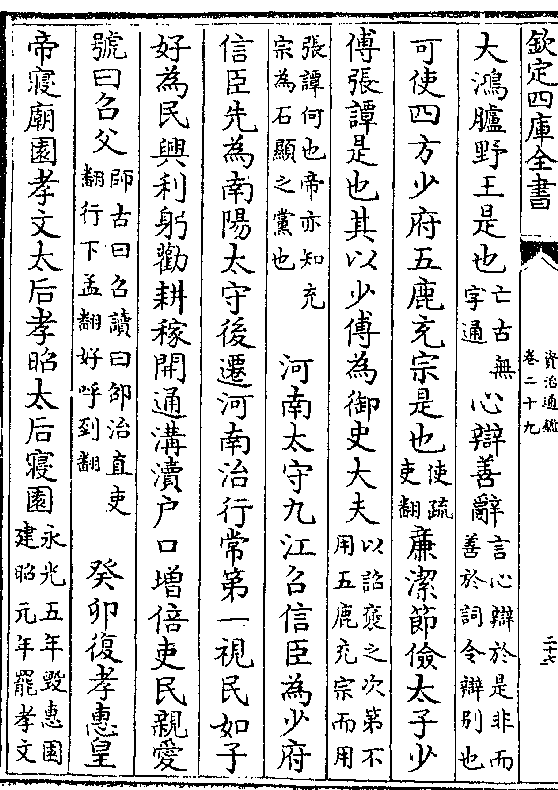 欽定四庫全書
資治通鑑
卷二十九
二十六
大鴻臚野王是也
亡古無
字通
心辯善辭
言心辯於是非而
善於詞令辯别也
可使四方少府五鹿充宗是也
使疏
吏翻
廉潔節儉太子少
傅張譚是也其以少傅為御史大夫
以詔褒之次第不
用五鹿充宗而用
張譚何也帝亦知充
宗為石顯之黨也
河南太守九江召信臣為少府
信臣先為南陽太守後遷河南治行常第一視民如子
好為民興利躬勸耕稼開通溝瀆户口增倍吏民親愛
號曰召父
師古曰召讀曰邵治直吏
翻行下孟翻好呼到翻
癸卯復孝惠皇
帝寢廟園孝文太后孝昭太后寢園
永光五年毁惠園
建昭元年罷孝文